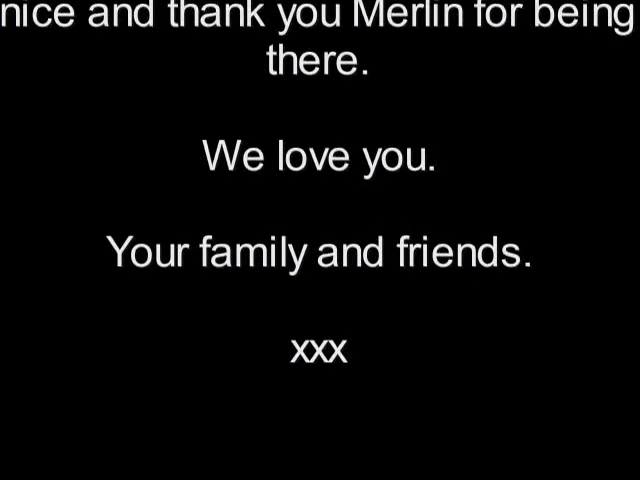 nice and thank you Merlin for being
there.
We love you.
Your family and friends.
xxx